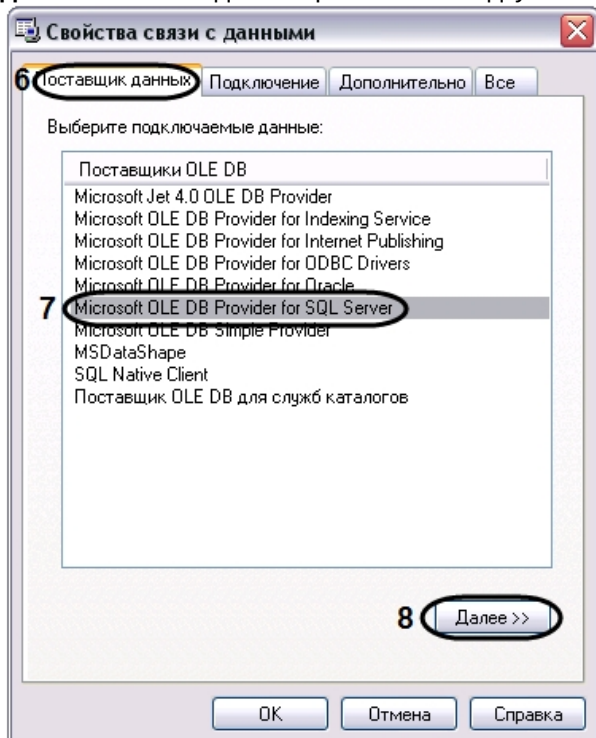 Свойства связи с данными
6 Поставщик данных Подключение Дополнительно Все
Выберите подключаемые данные:
Поставщики OLE DB
Microsoft Jet 4.0 OLE DB Provider
Microsoft OLE DB Provider for Indexing Service
Microsoft OLE DB Provider for Internet Publishing
Microsoft OLE DB Provider for ODBC Drivers
Microsoft OLE DB Provider for Oracle
7 Microsoft OLE DB Provider for SQL Server
Microsoft OLE DB Simple Provider
MSDataShape
SQL Native Client
Поставщик OLE DB для служб каталогов
8 Далее >>
OK Отмена Справка